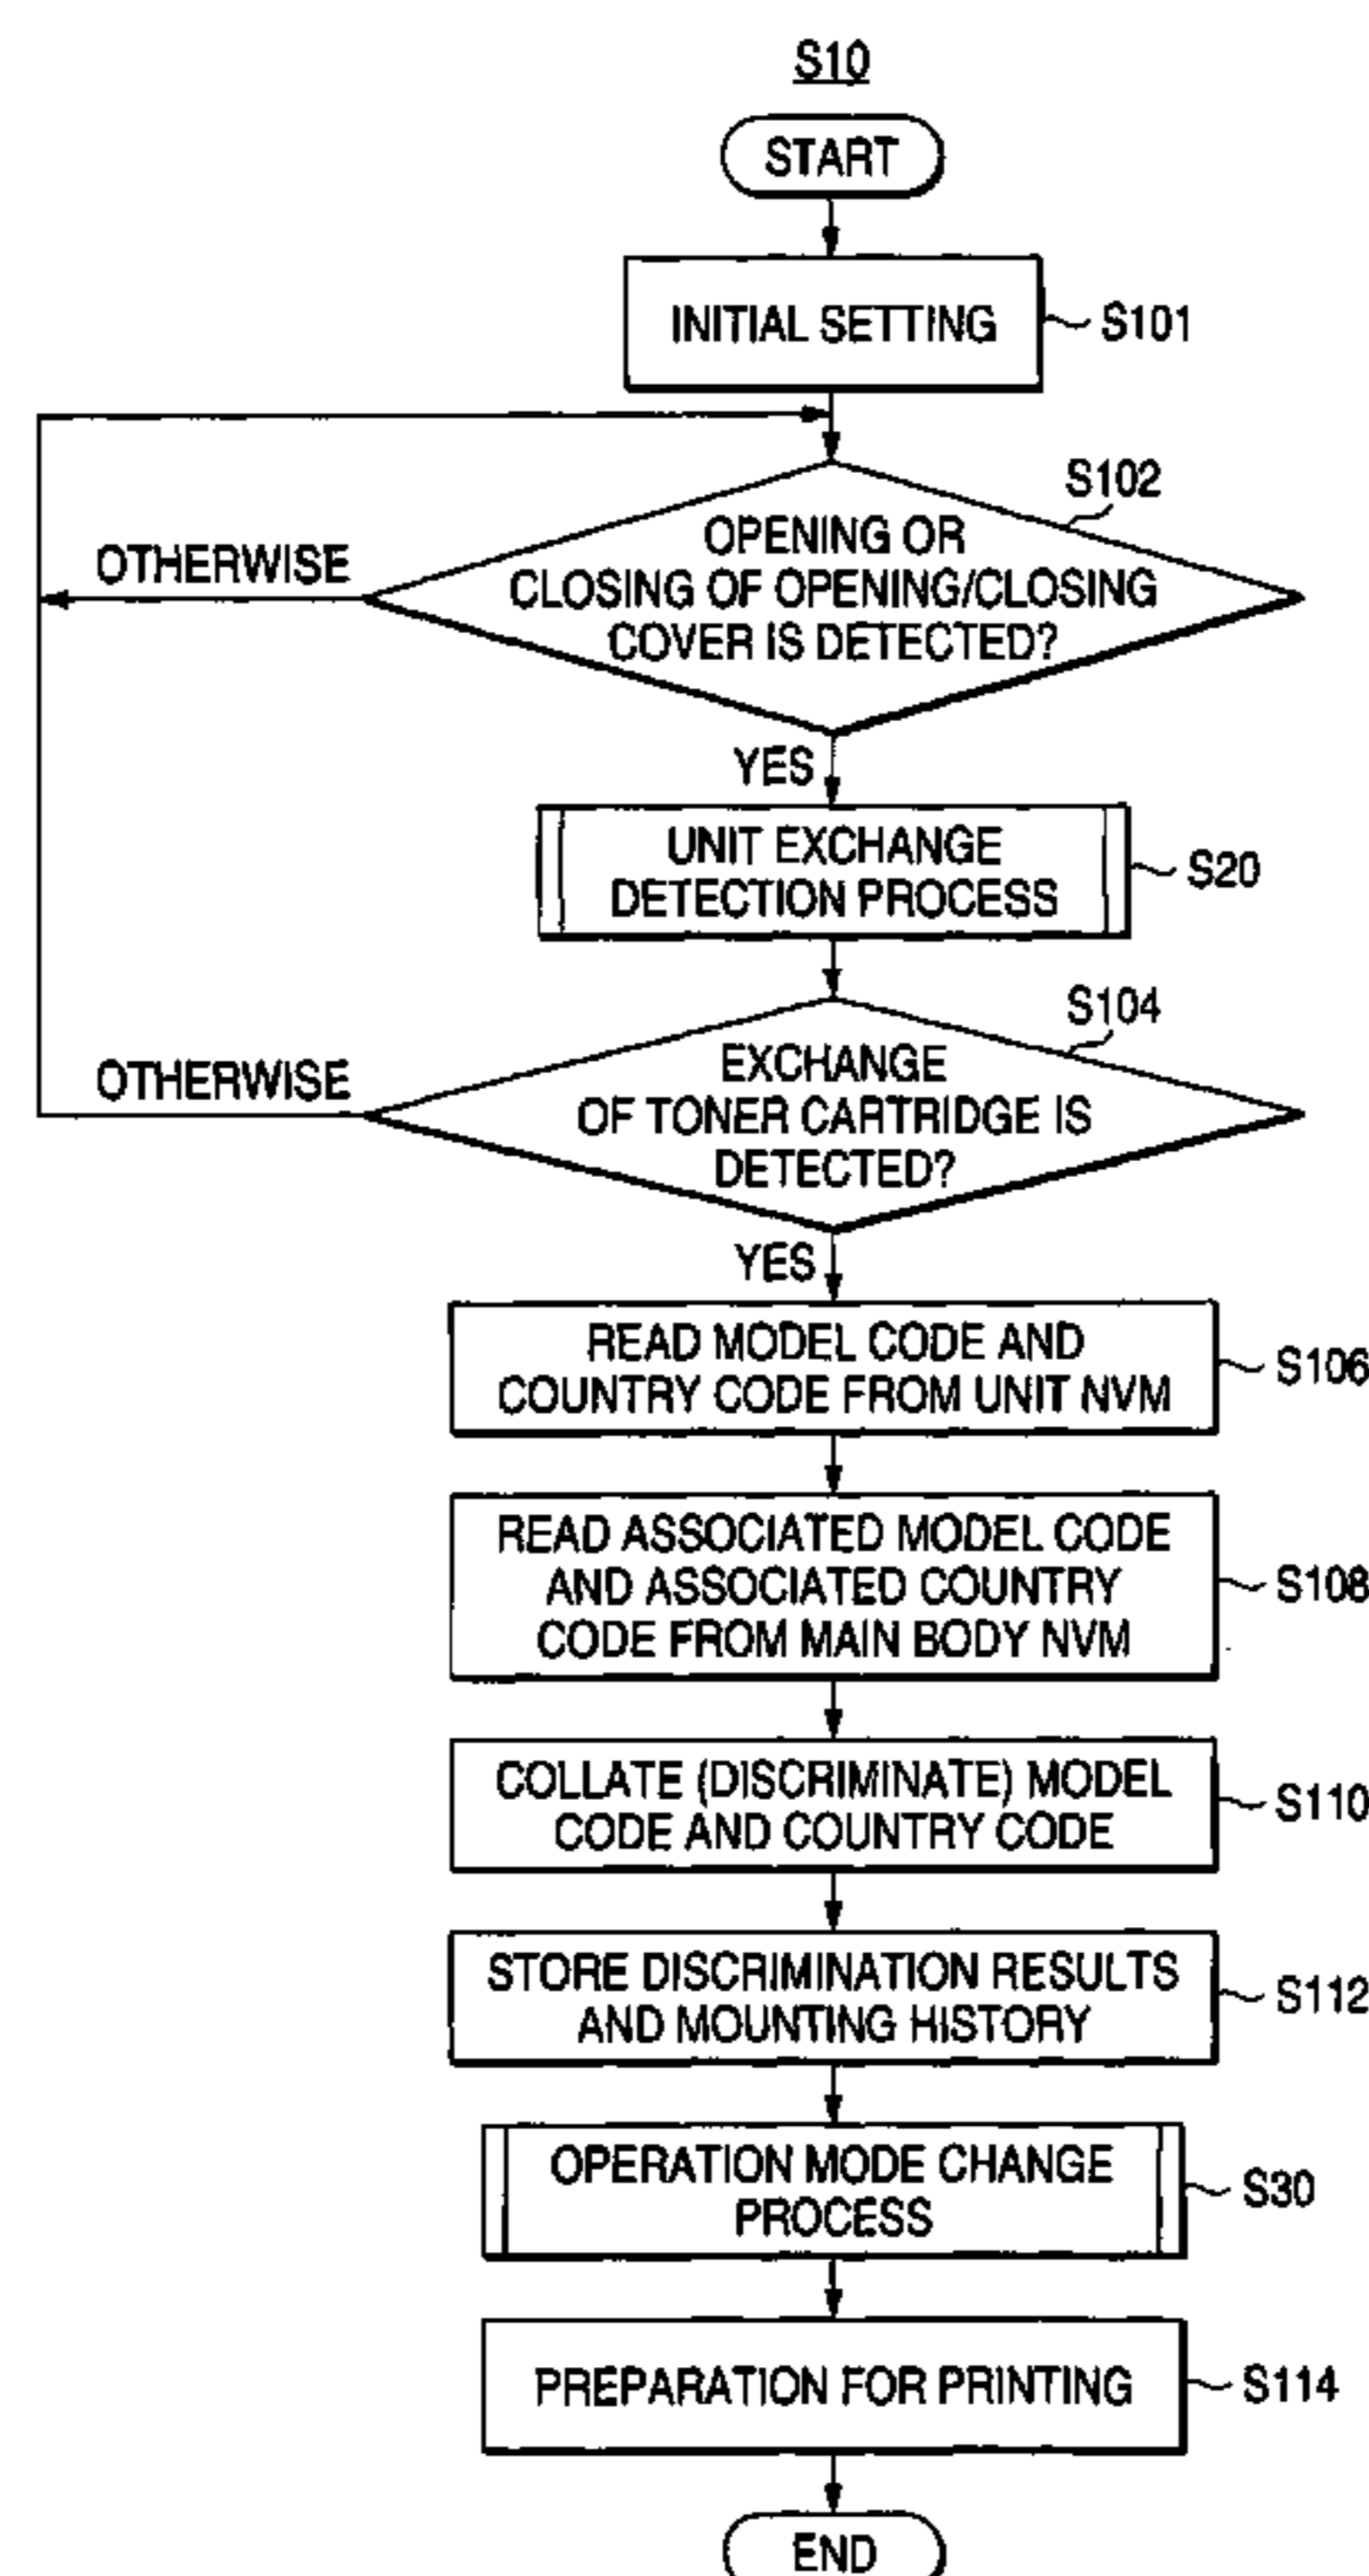 S10
START
INITIAL SETTING
S101
S102
OPENING OR
CLOSING OF OPENING/CLOSING
COVER IS DETECTED?
OTHERWISE
YES
UNIT EXCHANGE
DETECTION PROCESS
S20
S104
EXCHANGE
OF TONER CARTRIDGE IS
DETECTED?
OTHERWISE
YES
READ MODEL CODE AND
COUNTRY CODE FROM UNIT NVM
S106
READ ASSOCIATED MODEL CODE
AND ASSOCIATED COUNTRY
CODE FROM MAIN BODY NVM
S108
COLLATE (DISCRIMINATE) MODEL
CODE AND COUNTRY CODE
S110
STORE DISCRIMINATION RESULTS
AND MOUNTING HISTORY
S112
OPERATION MODE CHANGE
PROCESS
S30
PREPARATION FOR PRINTING
S114
END